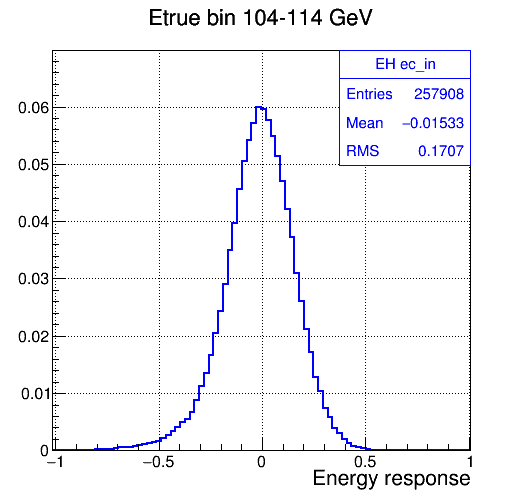 Etrue bin 104-114 GeV
EH ec_in
Entries 257908
Mean −0.01533
RMS 0.1707
0.06
0.05
0.04
0.03
0.02
0.01
0
−1 −0.5 0 0.5 1
Energy response